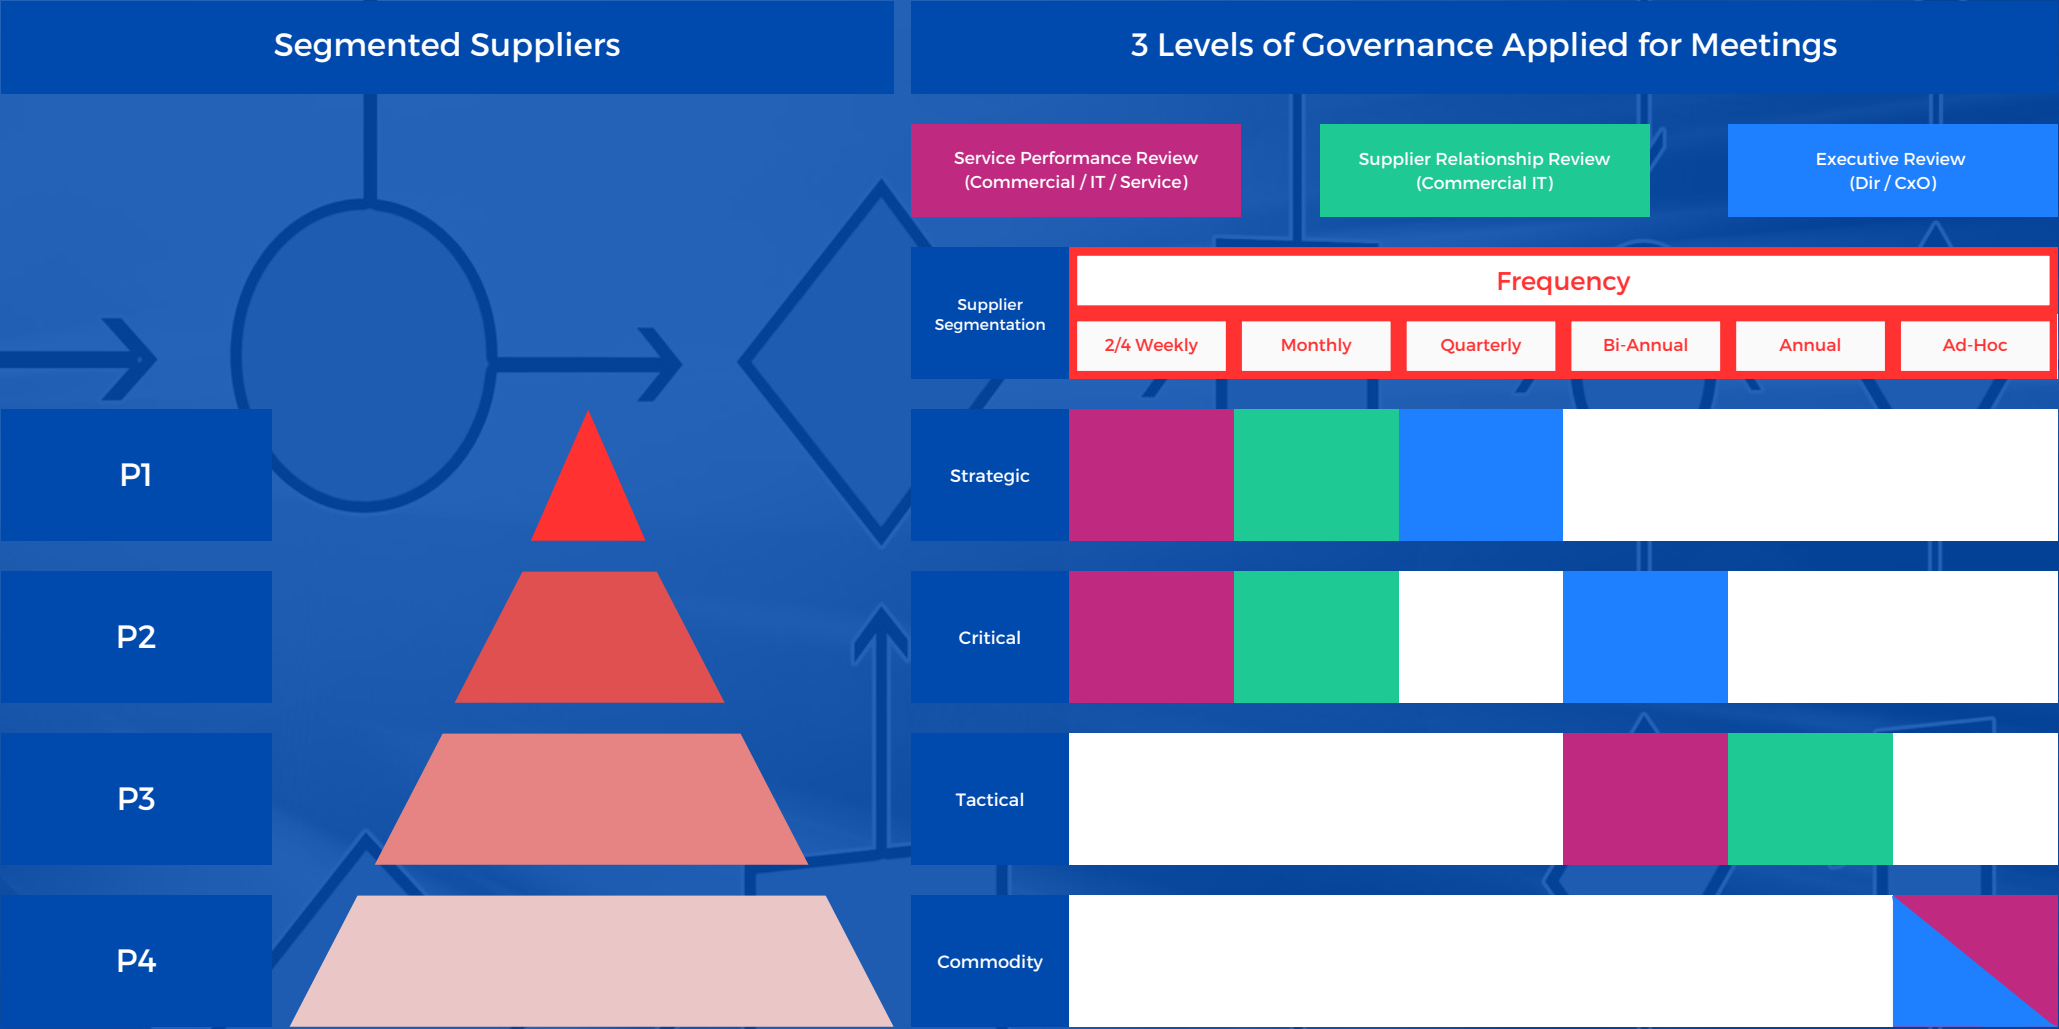 Segmented Suppliers
3 Levels of Governance Applied for Meetings
Service Performance Review
(Commercial / IT / Service)
Supplier Relationship Review
(Commercial IT)
Executive Review
(Dir / CxO)
Supplier
Segmentation
Frequency
2/4 Weekly
Monthly
Quarterly
Bi-Annual
Annual
Ad-Hoc
P1
Strategic
P2
Critical
P3
Tactical
P4
Commodity